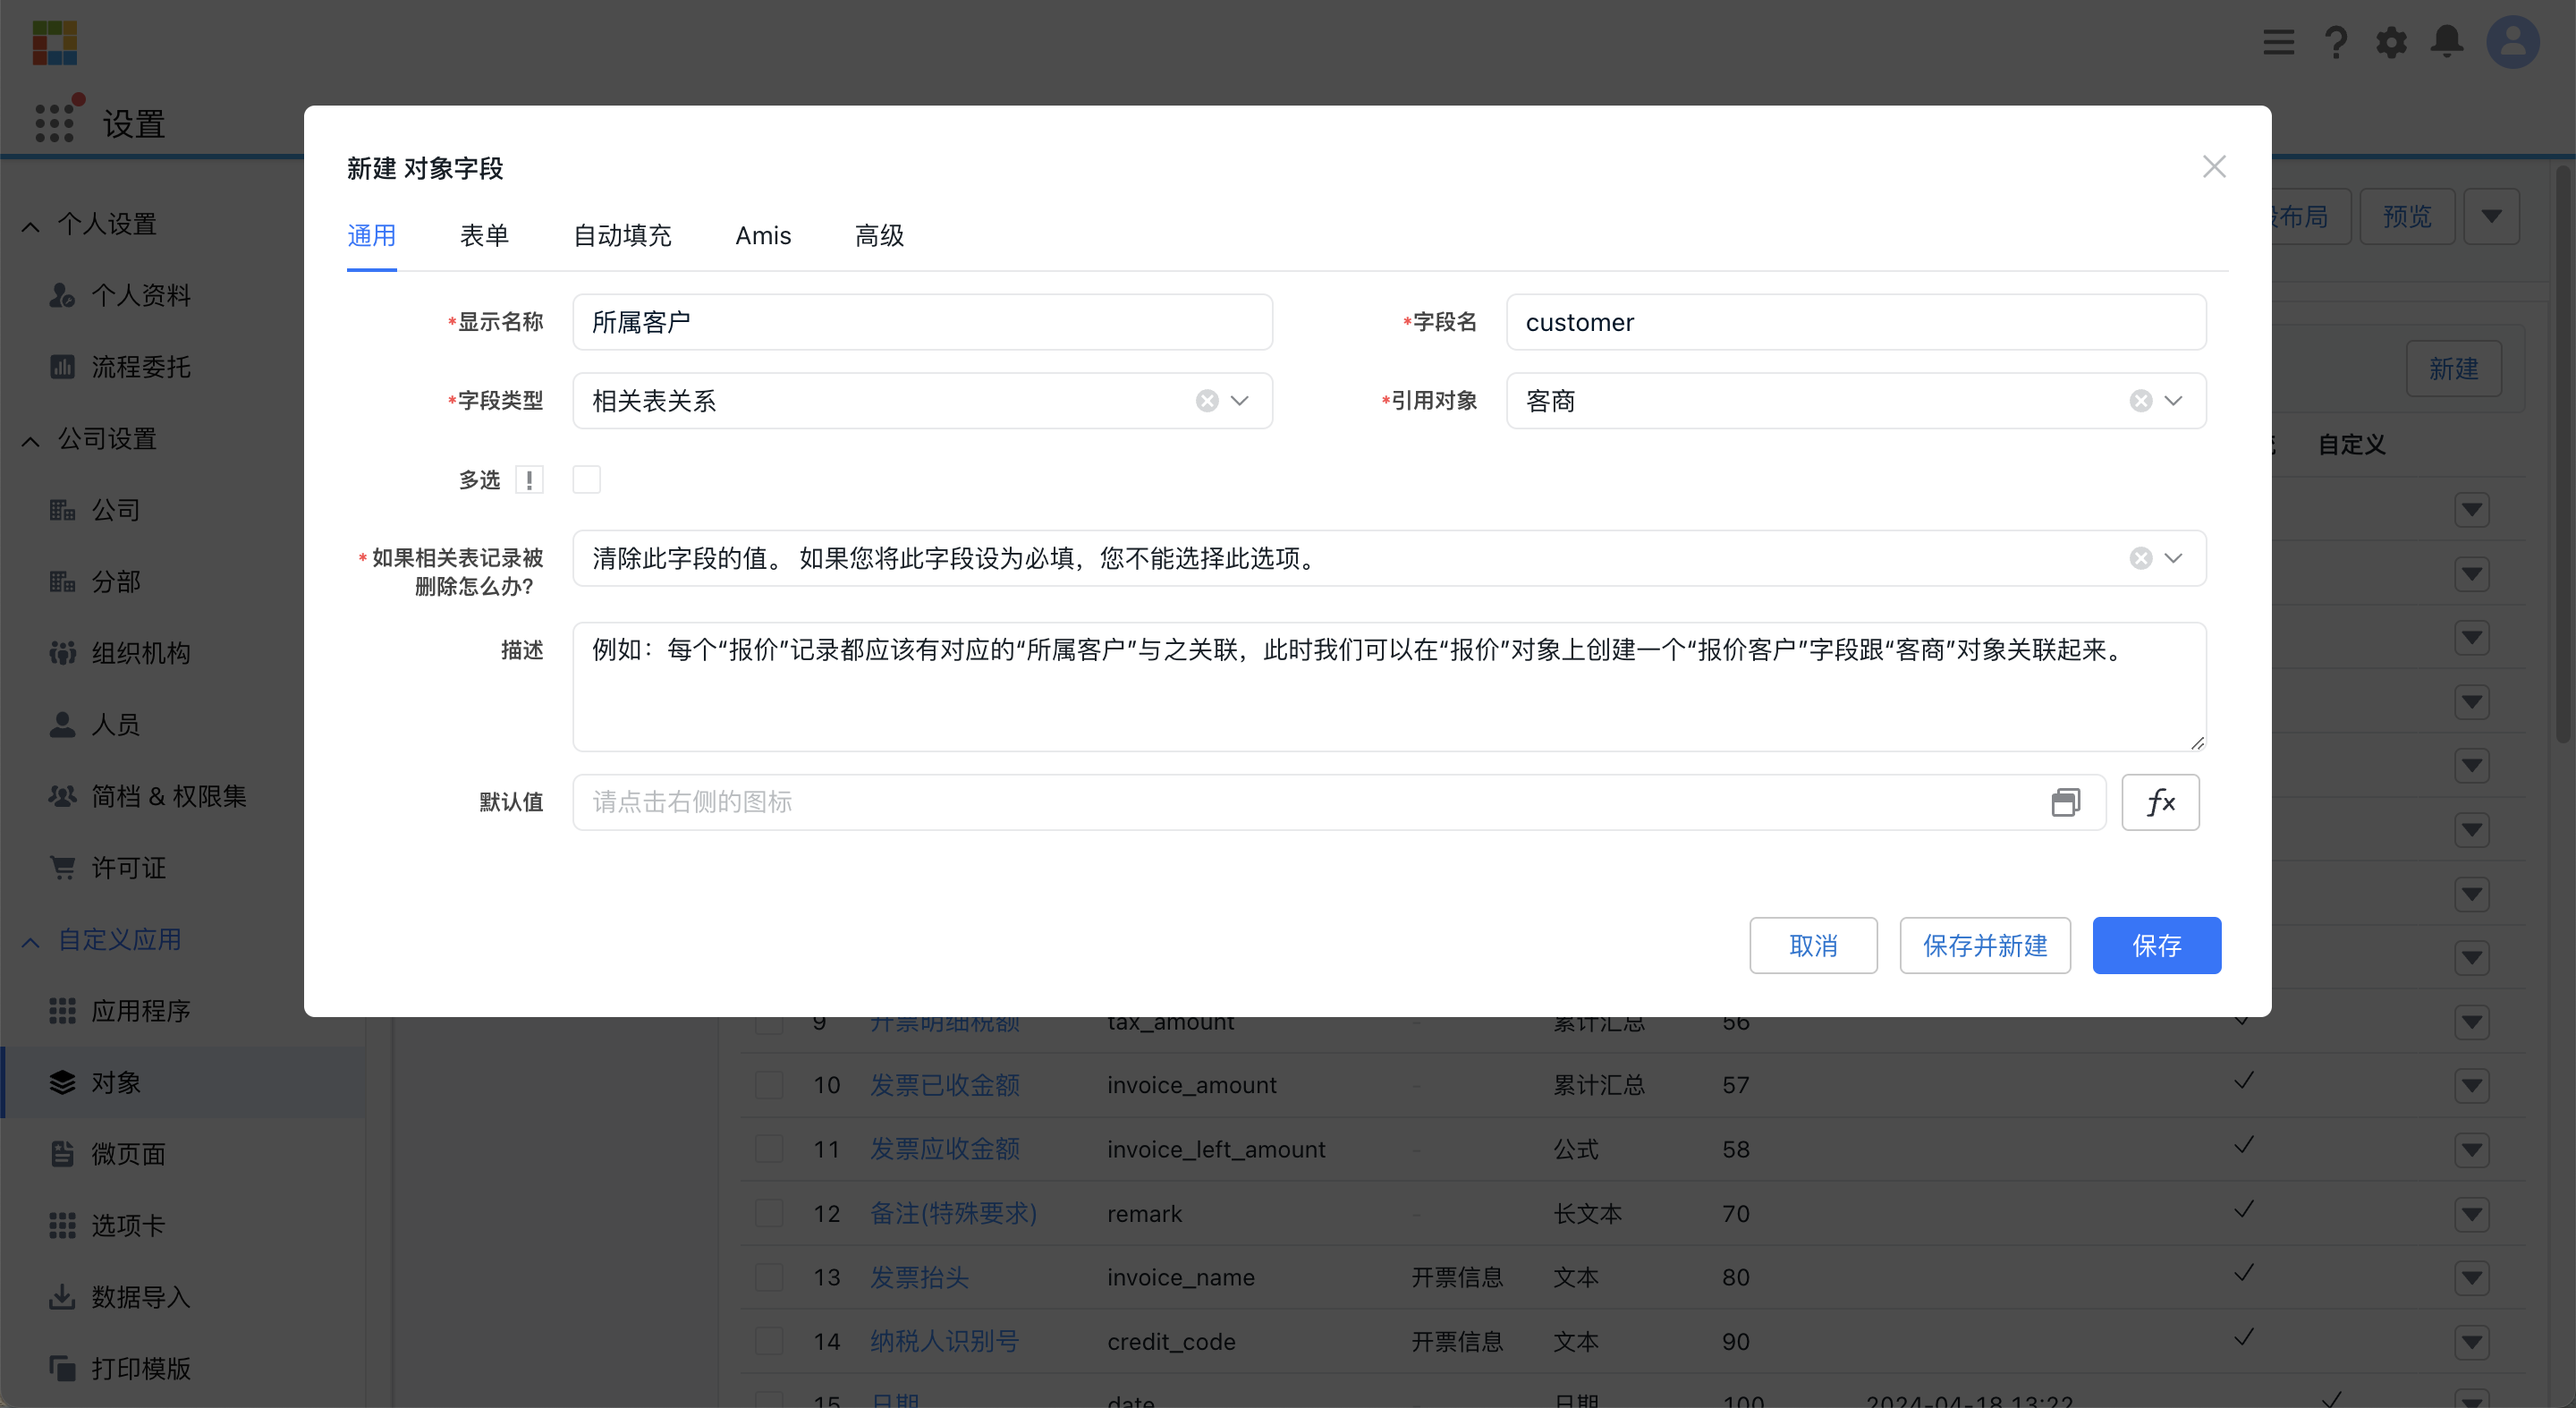 设置
新建 对象字段
通用 表单 自动填充 Amis 高级
*显示名称 所属客户 *字段名 customer
*字段类型 相关表关系 *引用对象 客商
多选 !
* 如果相关表记录被删除怎么办? 清除此字段的值。 如果您将此字段设为必填，您不能选择此选项。
描述 例如：每个“报价”记录都应该有对应的“所属客户”与之关联，此时我们可以在“报价”对象上创建一个“报价客户”字段跟“客商”对象关联起来。
默认值 请点击右侧的图标 fx
取消 保存并新建 保存
个人设置
个人资料
流程委托
公司设置
公司
分部
组织机构
人员
简档 & 权限集
许可证
自定义应用
应用程序
对象
微页面
选项卡
数据导入
打印模版
布局 预览
新建
自定义
9 开票明细税额 tax_amount - 累计汇总 56
10 发票已收金额 invoice_amount - 累计汇总 57
11 发票应收金额 invoice_left_amount - 公式 58
12 备注(特殊要求) remark - 长文本 70
13 发票抬头 invoice_name 开票信息 文本 80
14 纳税人识别号 credit_code 开票信息 文本 90
15 日期 date 日期 100 2024-04-18 13:22